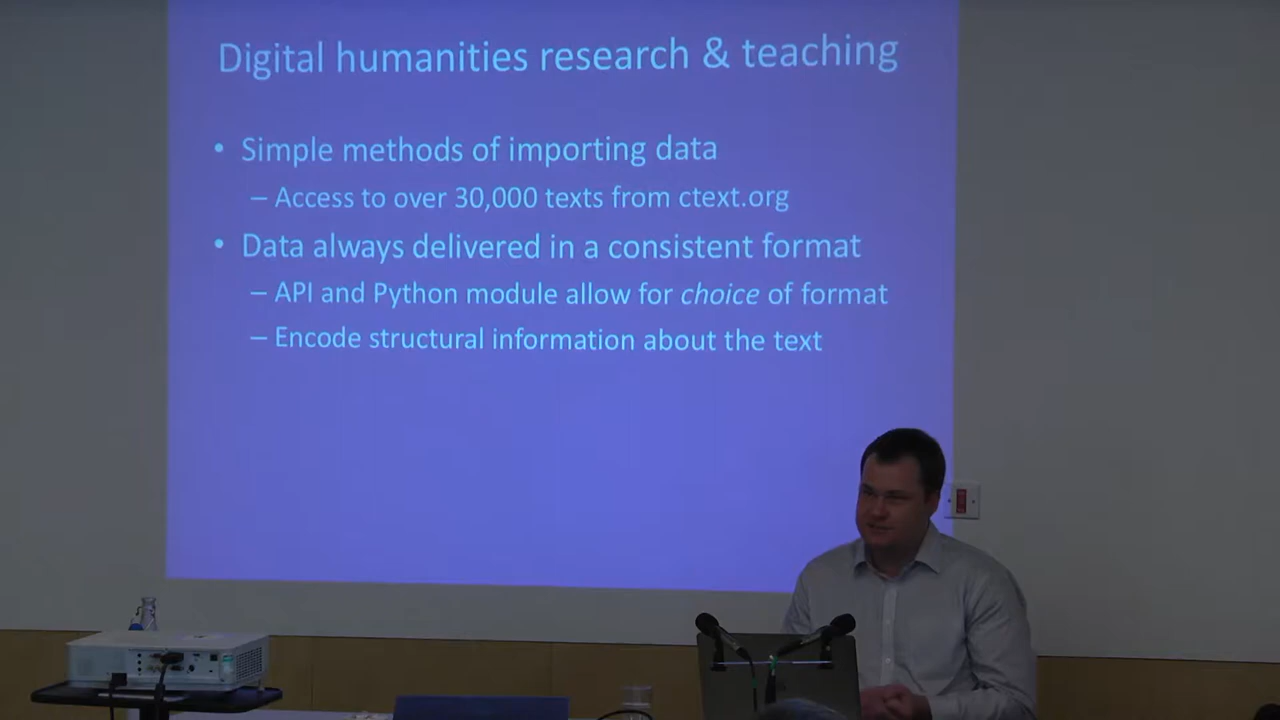 Digital humanities research & teaching
• Simple methods of importing data
– Access to over 30,000 texts from ctext.org
• Data always delivered in a consistent format
– API and Python module allow for choice of format
– Encode structural information about the text